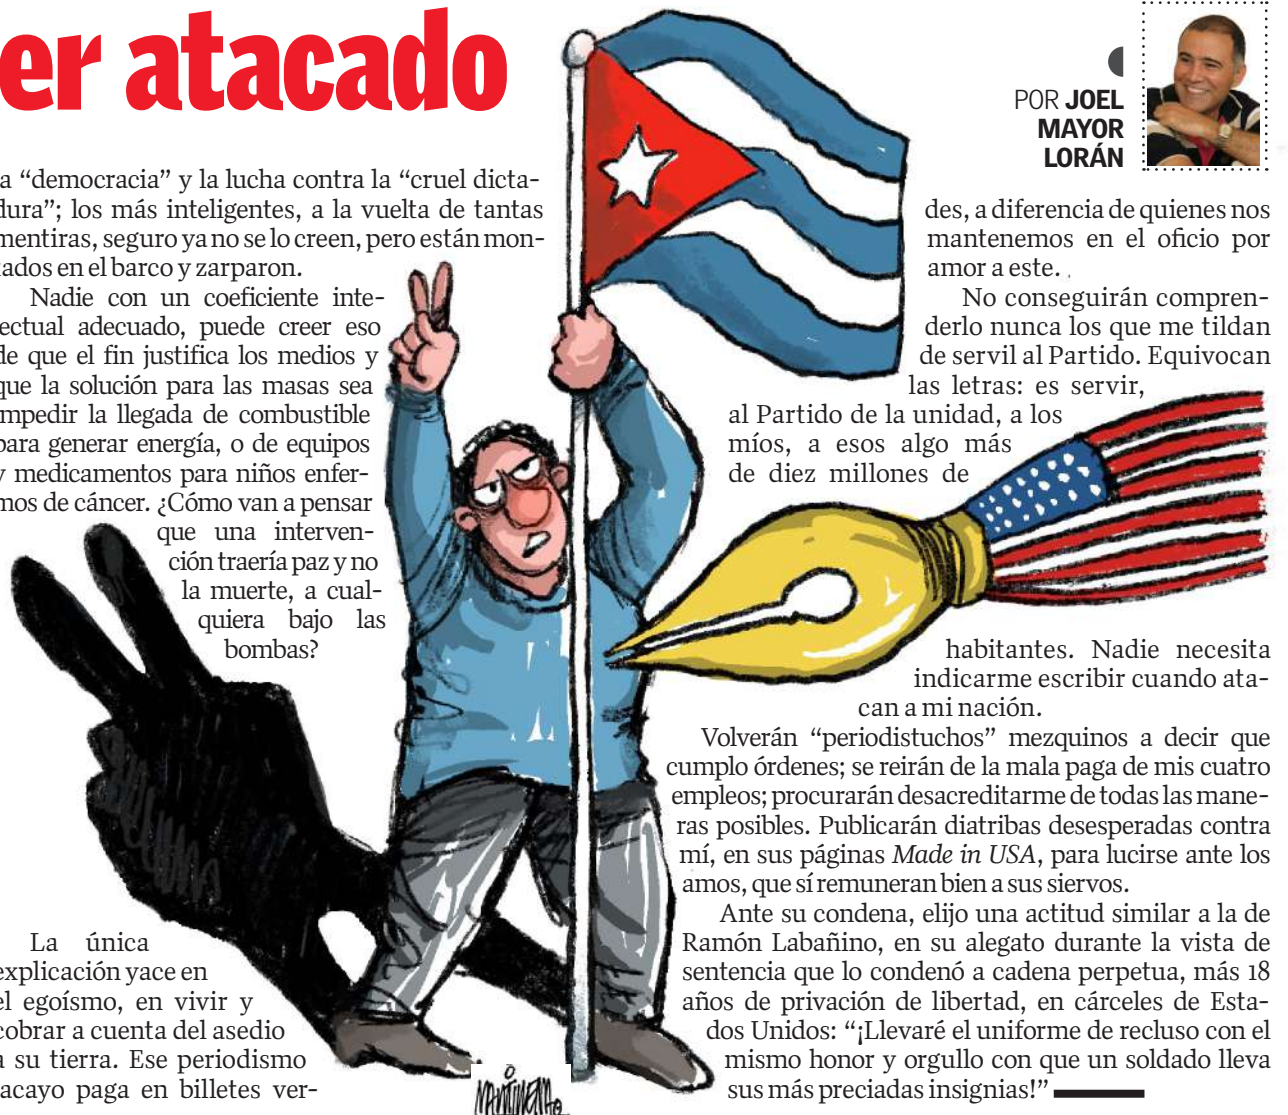 er atacado
a “democracia” y la lucha contra la “cruel dicta-
dura”; los más inteligentes, a la vuelta de tantas
mentiras, seguro ya no se lo creen, pero están mon-
tados en el barco y zarparon.
Nadie con un coeficiente inte-
ectual adecuado, puede creer eso
de que el fin justifica los medios y
que la solución para las masas sea
mpedir la llegada de combustible
para generar energía, o de equipos
y medicamentos para niños enfer-
mos de cáncer. ¿Cómo van a pensar
que una interven-
ción traería paz y no
la muerte, a cual-
quiera bajo las
bombas?
La única
explicación yace en
el egoísmo, en vivir y
cobrar a cuenta del asedio
a su tierra. Ese periodismo
acayo paga en billetes ver-
POR JOEL
MAYOR
LORÁN
des, a diferencia de quienes nos
mantenemos en el oficio por
amor a este.
No conseguirán compren-
derlo nunca los que me tildan
de servil al Partido. Equivocan
las letras: es servir,
al Partido de la unidad, a los
míos, a esos algo más
de diez millones de
habitantes. Nadie necesita
indicarme escribir cuando ata-
can a mi nación.
Volverán “periodistuchos” mezquinos a decir que
cumplo órdenes; se reirán de la mala paga de mis cuatro
empleos; procurarán desacreditarme de todas las mane-
ras posibles. Publicarán diatribas desesperadas contra
mí, en sus páginas Made in USA, para lucirse ante los
amos, que sí remuneran bien a sus siervos.
Ante su condena, elijo una actitud similar a la de
Ramón Labañino, en su alegato durante la vista de
sentencia que lo condenó a cadena perpetua, más 18
años de privación de libertad, en cárceles de Esta-
dos Unidos: “¡Llevaré el uniforme de recluso con el
mismo honor y orgullo con que un soldado lleva
sus más preciadas insignias!”